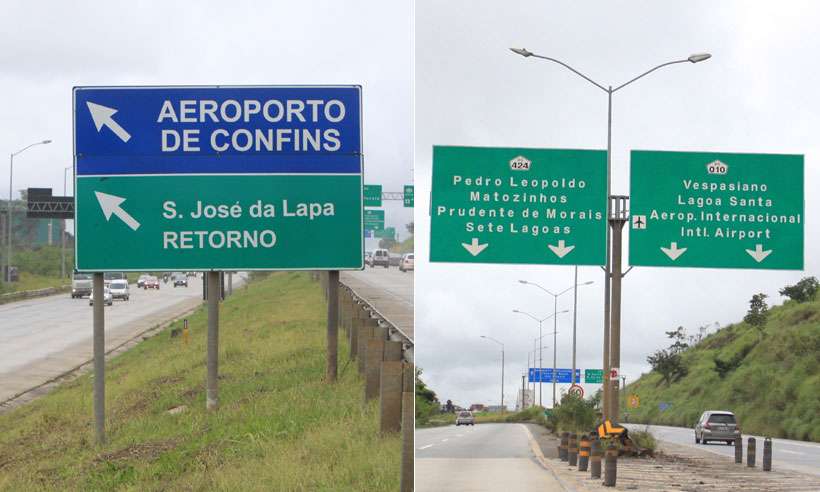 AEROPORTO
DE CONFINS
S. José da Lapa
RETORNO
424
Pedro Leopoldo
Matozinhos
Prudente de Morais
Sete Lagoas
010
Vespasiano
Lagoa Santa
Aerop. Internacional
Intl. Airport